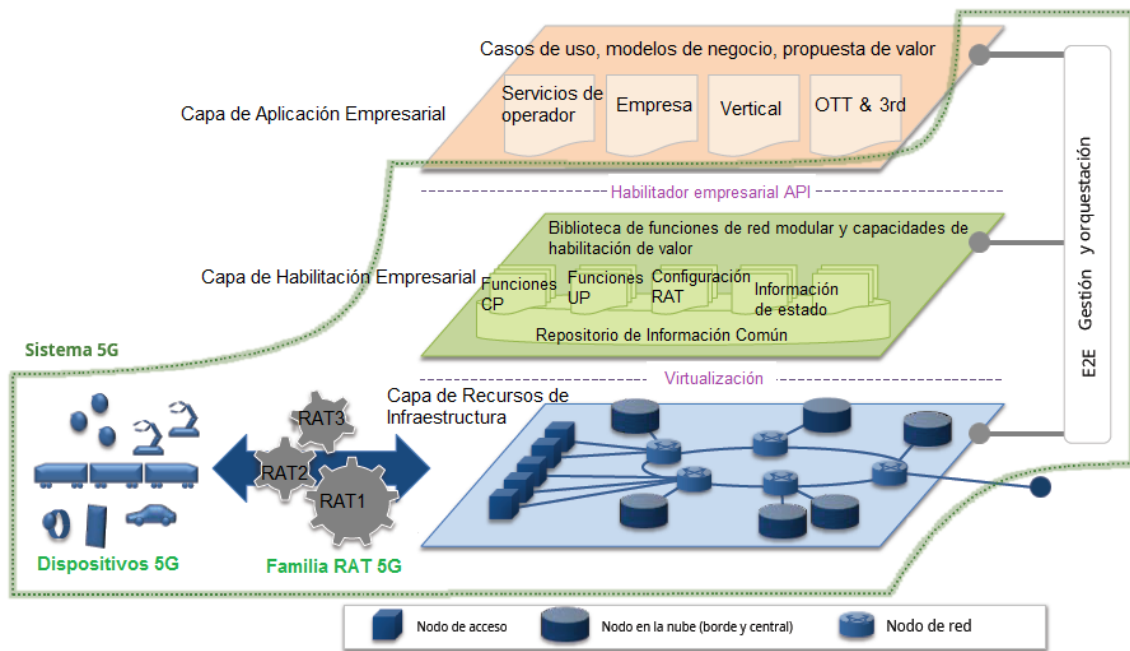 Casos de uso, modelos de negocio, propuesta de valor
Servicios de
operador
Empresa
Vertical
OTT & 3rd
Capa de Aplicación Empresarial
Habilitador empresarial API
Biblioteca de funciones de red modular y capacidades de
habilitación de valor
Capa de Habilitación Empresarial
Funciones
CP
Funciones
UP
Configuración
RAT
Información
de estado
Repositorio de Información Común
E2E Gestión y orquestación
Sistema 5G
Virtualización
Capa de Recursos de
Infraestructura
RAT3
RAT2
RAT1
Dispositivos 5G
Familia RAT 5G
Nodo de acceso
Nodo en la nube (borde y central)
Nodo de red